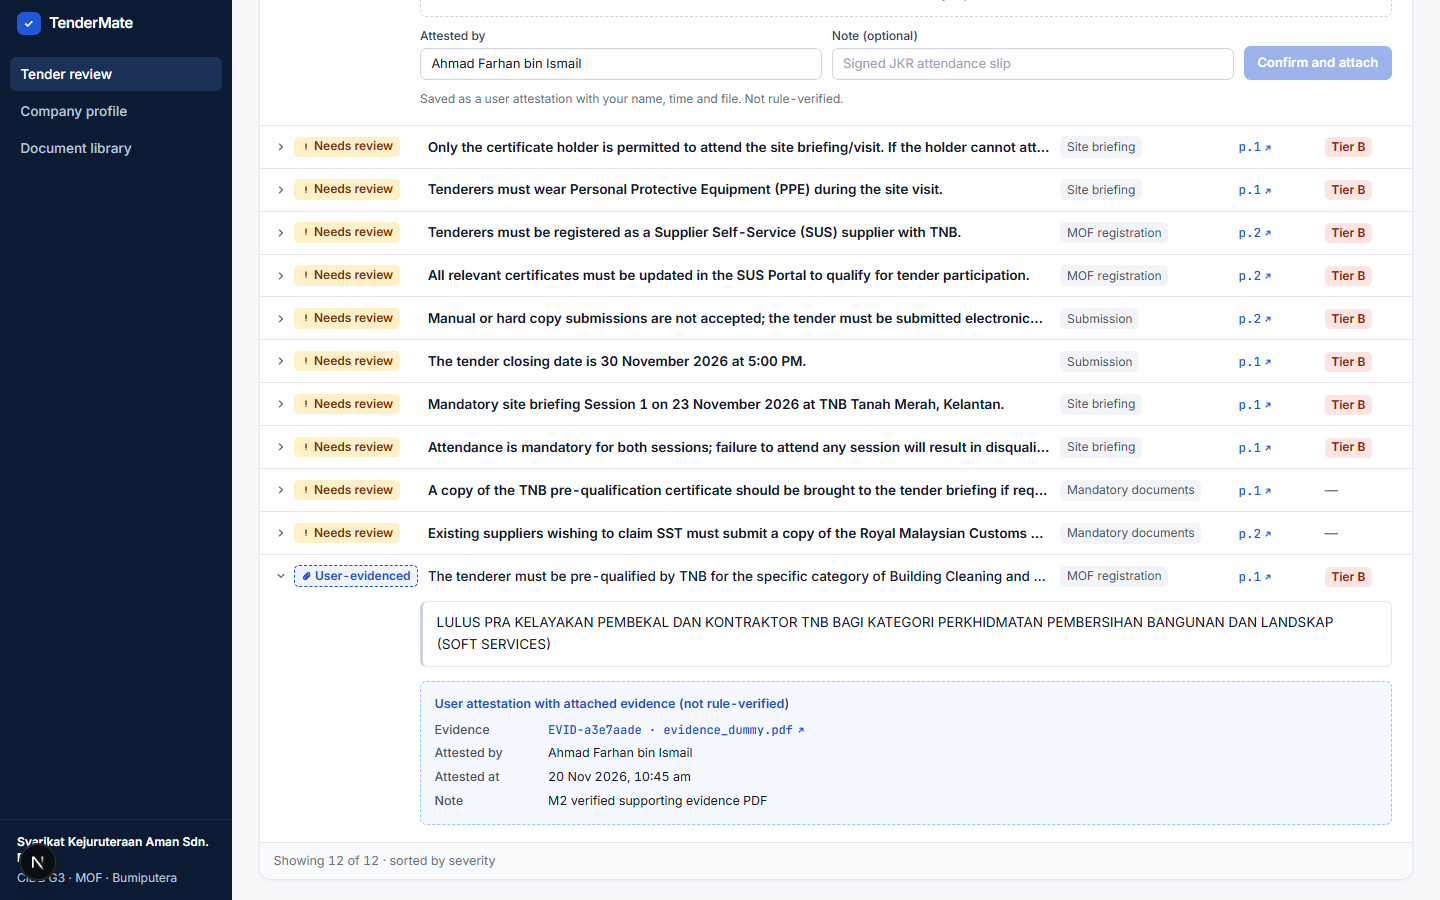 TenderMate
Tender review
Company profile
Document library
Syarikat Kejuruteraan Aman Sdn.
G3 · MOF · Bumiputera
N
Attested by
Note (optional)
Ahmad Farhan bin Ismail
Signed JKR attendance slip
Confirm and attach
Saved as a user attestation with your name, time and file. Not rule-verified.
! Needs review Only the certificate holder is permitted to attend the site briefing/visit. If the holder cannot att... Site briefing p.1 ↗ Tier B
! Needs review Tenderers must wear Personal Protective Equipment (PPE) during the site visit. Site briefing p.1 ↗ Tier B
! Needs review Tenderers must be registered as a Supplier Self-Service (SUS) supplier with TNB. MOF registration p.2 ↗ Tier B
! Needs review All relevant certificates must be updated in the SUS Portal to qualify for tender participation. MOF registration p.2 ↗ Tier B
! Needs review Manual or hard copy submissions are not accepted; the tender must be submitted electronic... Submission p.2 ↗ Tier B
! Needs review The tender closing date is 30 November 2026 at 5:00 PM. Submission p.1 ↗ Tier B
! Needs review Mandatory site briefing Session 1 on 23 November 2026 at TNB Tanah Merah, Kelantan. Site briefing p.1 ↗ Tier B
! Needs review Attendance is mandatory for both sessions; failure to attend any session will result in disquali... Site briefing p.1 ↗ Tier B
! Needs review A copy of the TNB pre-qualification certificate should be brought to the tender briefing if req... Mandatory documents p.1 ↗ —
! Needs review Existing suppliers wishing to claim SST must submit a copy of the Royal Malaysian Customs ... Mandatory documents p.2 ↗ —
User-evidenced The tenderer must be pre-qualified by TNB for the specific category of Building Cleaning and ... MOF registration p.1 ↗ Tier B
LULUS PRA KELAYAKAN PEMBEKAL DAN KONTRAKTOR TNB BAGI KATEGORI PERKHIDMATAN PEMBERSIHAN BANGUNAN DAN LANDSKAP
(SOFT SERVICES)
User attestation with attached evidence (not rule-verified)
Evidence EVID-a3e7aade · evidence_dummy.pdf ↗
Attested by Ahmad Farhan bin Ismail
Attested at 20 Nov 2026, 10:45 am
Note M2 verified supporting evidence PDF
Showing 12 of 12 · sorted by severity